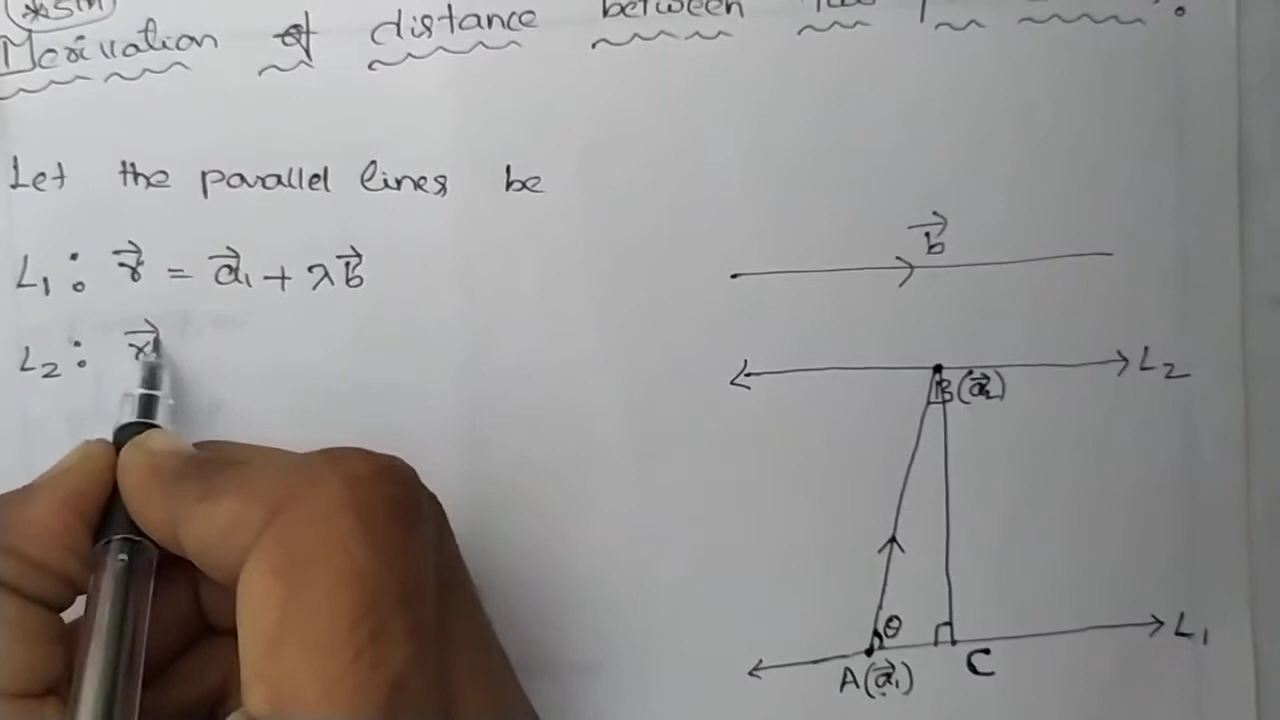 Derivation of distance between
Let the parallel lines be
L₁: r⃗ = a⃗₁ + λb⃗
L₂: r⃗
b⃗
L₂
B(a⃗₂)
θ
L₁
A(a⃗₁)
C